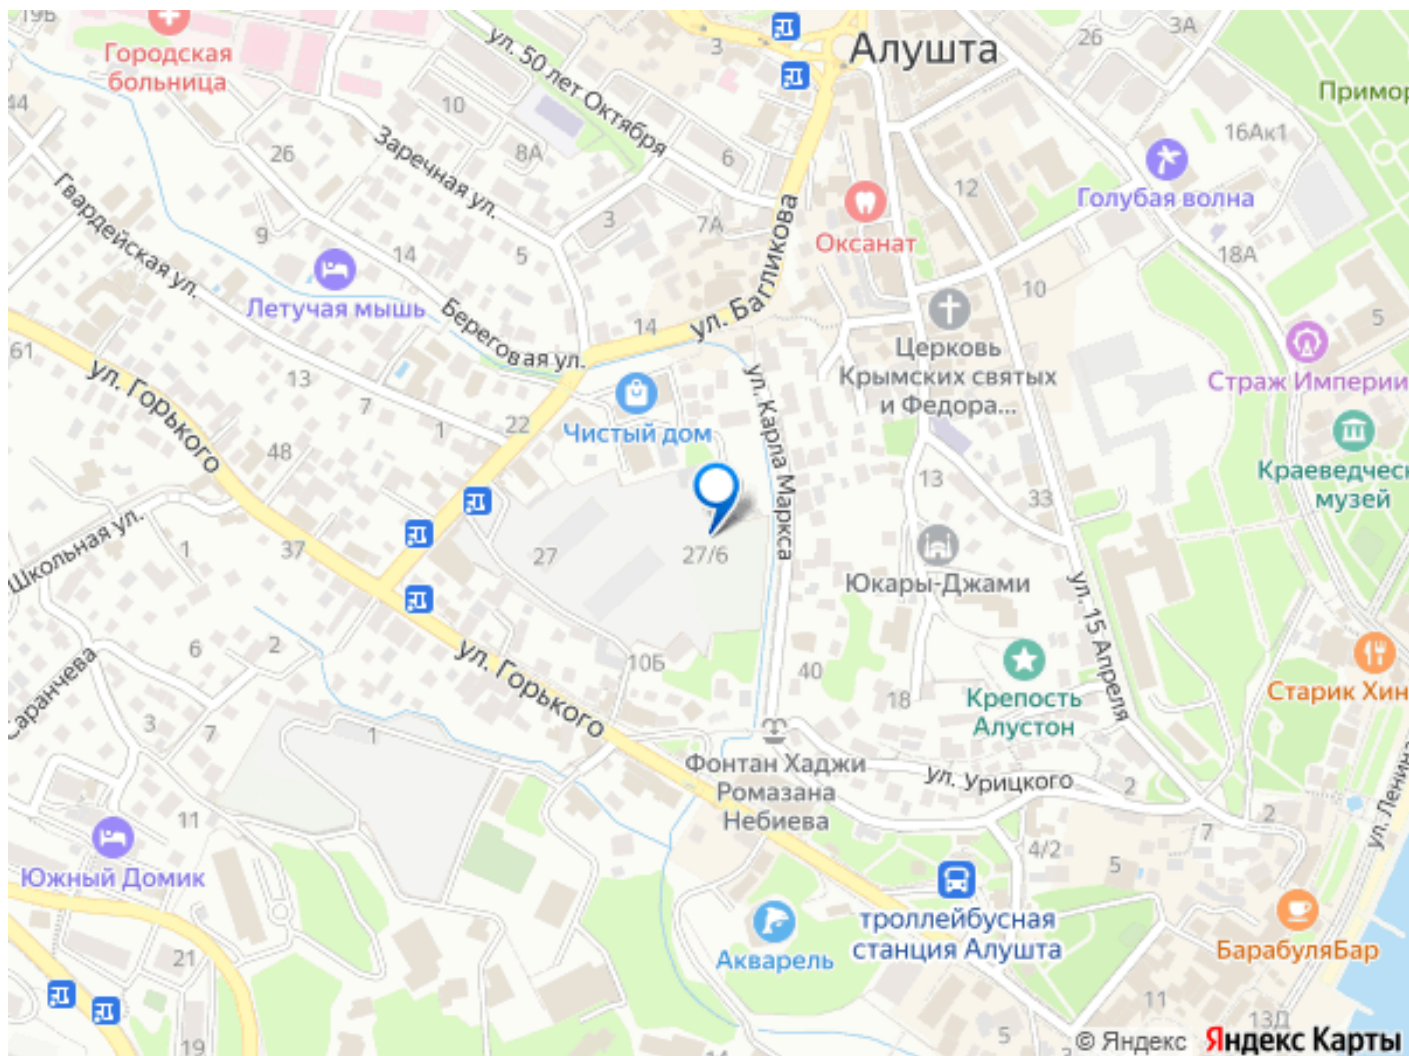 19Б
Городская
больница
44
ул. 50 лет Октября
3
Алушта
26
3А
Примор
10
8А
6
16Ак1
Заречная ул.
26
12
Голубая волна
Гвардейская ул.
9
14
5
3
7А
Оксанат
18А
Летучая мышь
10
Береговая ул.
14
ул. Багликова
Церковь
Крымских святых
и Федора...
5
Страж Империи
61
ул. Горького
13
7
1
22
48
Чистый дом
ул. Карла Маркса
13
33
Краеведческ
музей
Школьная ул.
1
37
27
27/6
Юкары-Джами
ул. 15 Апреля
6
2
10Б
40
18
Крепость
Алустон
Старик Хин
Саранчева
3
7
1
ул. Горького
Фонтан Хаджи
Ромазана
Небиева
ул. Урицкого
2
2
7
ул. Ленина
11
Южный Домик
4/2
5
троллейбусная
станция Алушта
Акварель
БарабуляБар
21
11
13Д
19
© Яндекс Яндекс Карты